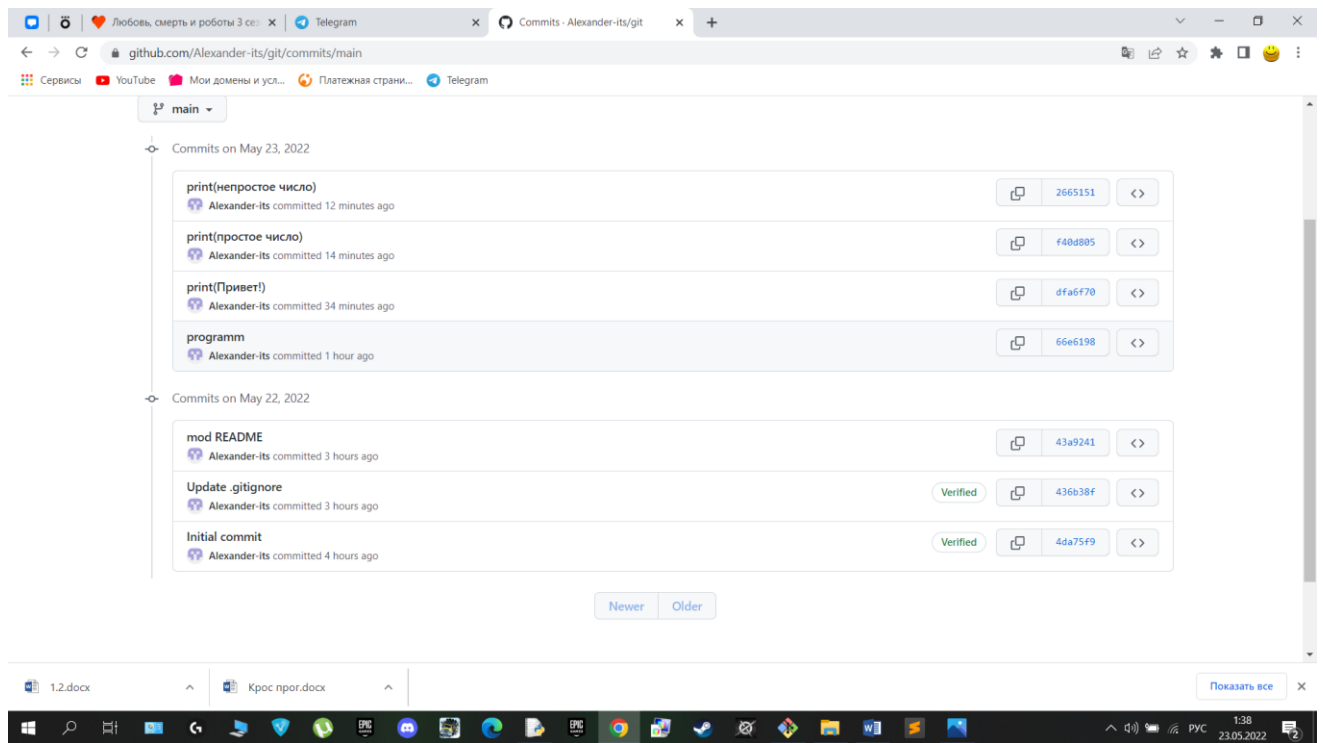 Любовь, смерть и роботы 3 сез
Telegram
Commits · Alexander-its/git
github.com/Alexander-its/git/commits/main
Сервисы YouTube Мои домены и усл... Платежная страни... Telegram
main
Commits on May 23, 2022
print(непростое число)
Alexander-its committed 12 minutes ago
2665151
print(простое число)
Alexander-its committed 14 minutes ago
f40d805
print(Привет!)
Alexander-its committed 34 minutes ago
dfa6f70
programm
Alexander-its committed 1 hour ago
66e6198
Commits on May 22, 2022
mod README
Alexander-its committed 3 hours ago
43a9241
Update .gitignore
Alexander-its committed 3 hours ago
Verified 436b38f
Initial commit
Alexander-its committed 4 hours ago
Verified 4da75f9
Newer Older
1.2.docx
Крос прог.docx
Показать все
EPIC GAMES
EPIC GAMES
РУС
1:38
23.05.2022
2